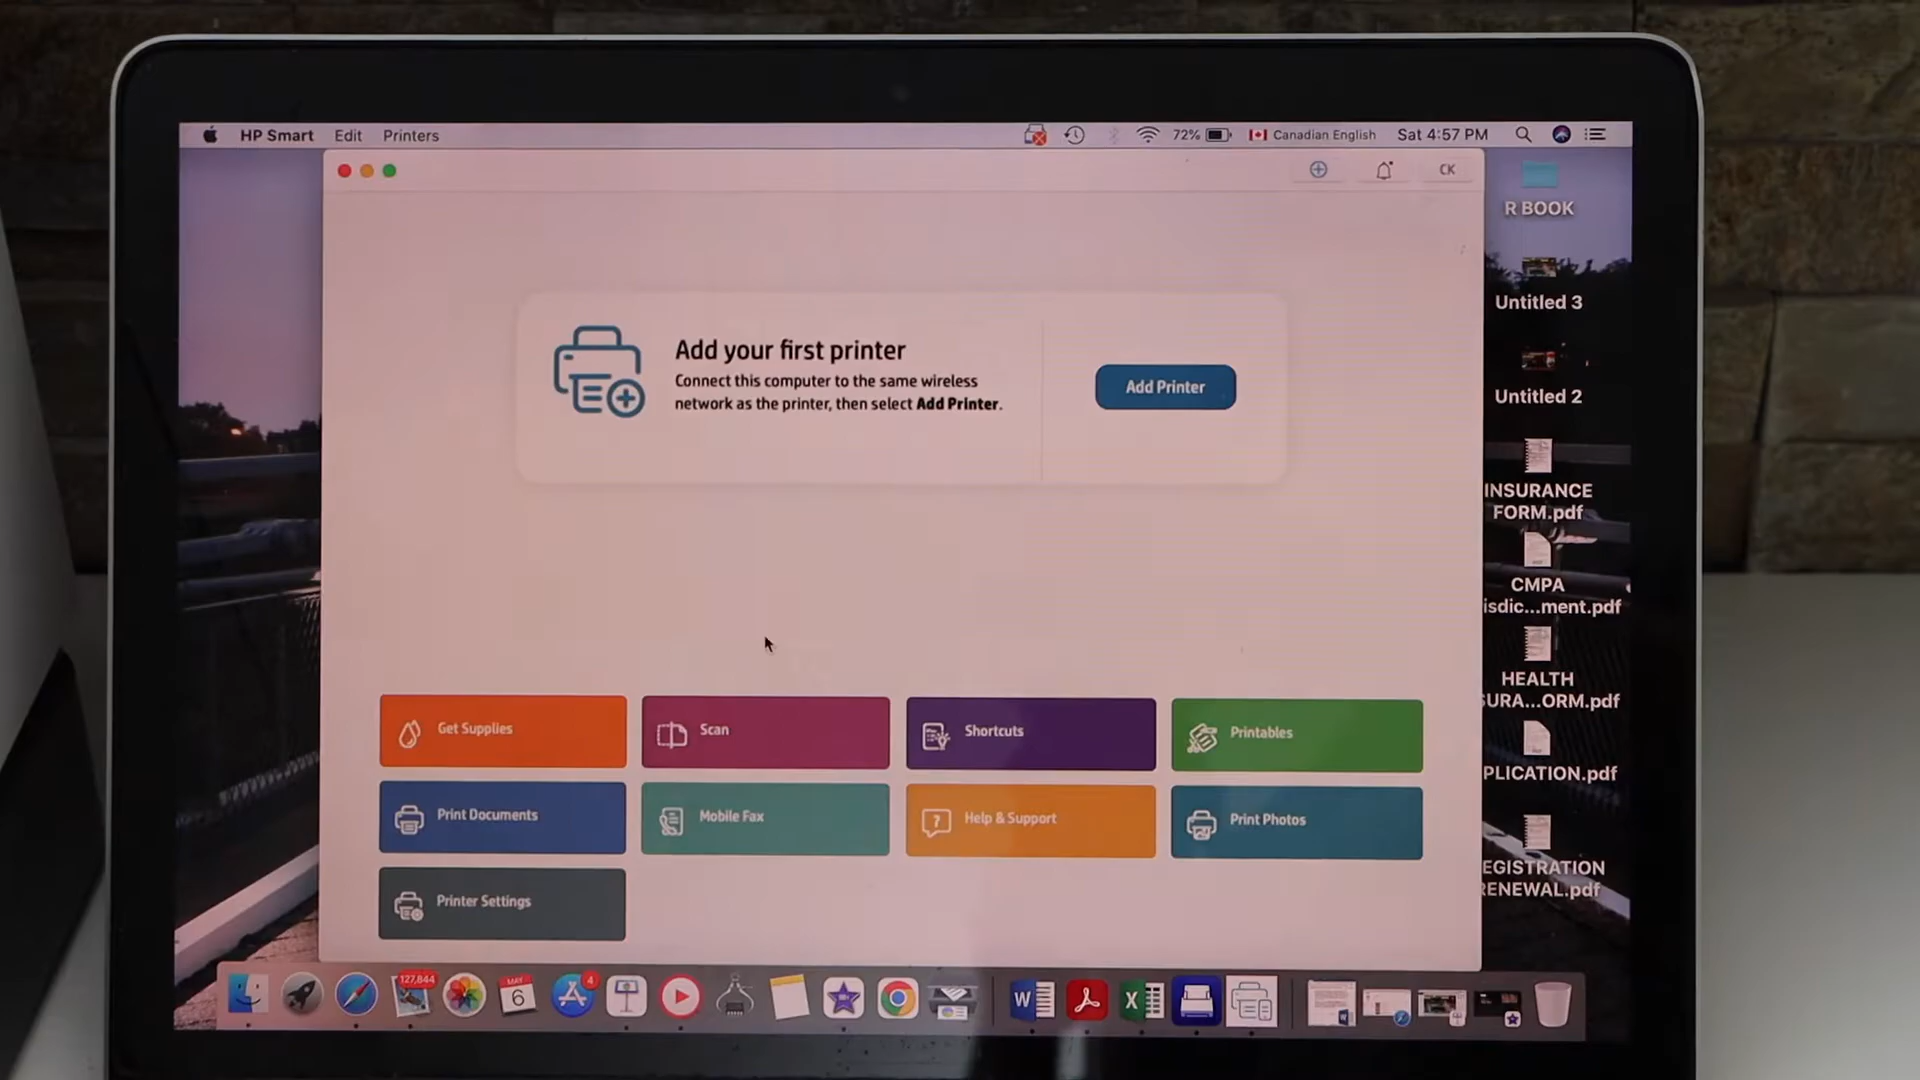 HP Smart Edit Printers 72% Canadian English Sat 4:57 PM
CK
R BOOK
Untitled 3
Add your first printer
Connect this computer to the same wireless
network as the printer, then select Add Printer.
Add Printer
Untitled 2
INSURANCE
FORM.pdf
CMPA
isdic...ment.pdf
HEALTH
SURA...ORM.pdf
Get Supplies
Scan
Shortcuts
Printables
PLICATION.pdf
Print Documents
Mobile Fax
Help & Support
Print Photos
EGISTRATION
RENEWAL.pdf
Printer Settings
127,844
MAY
6
4
W
X